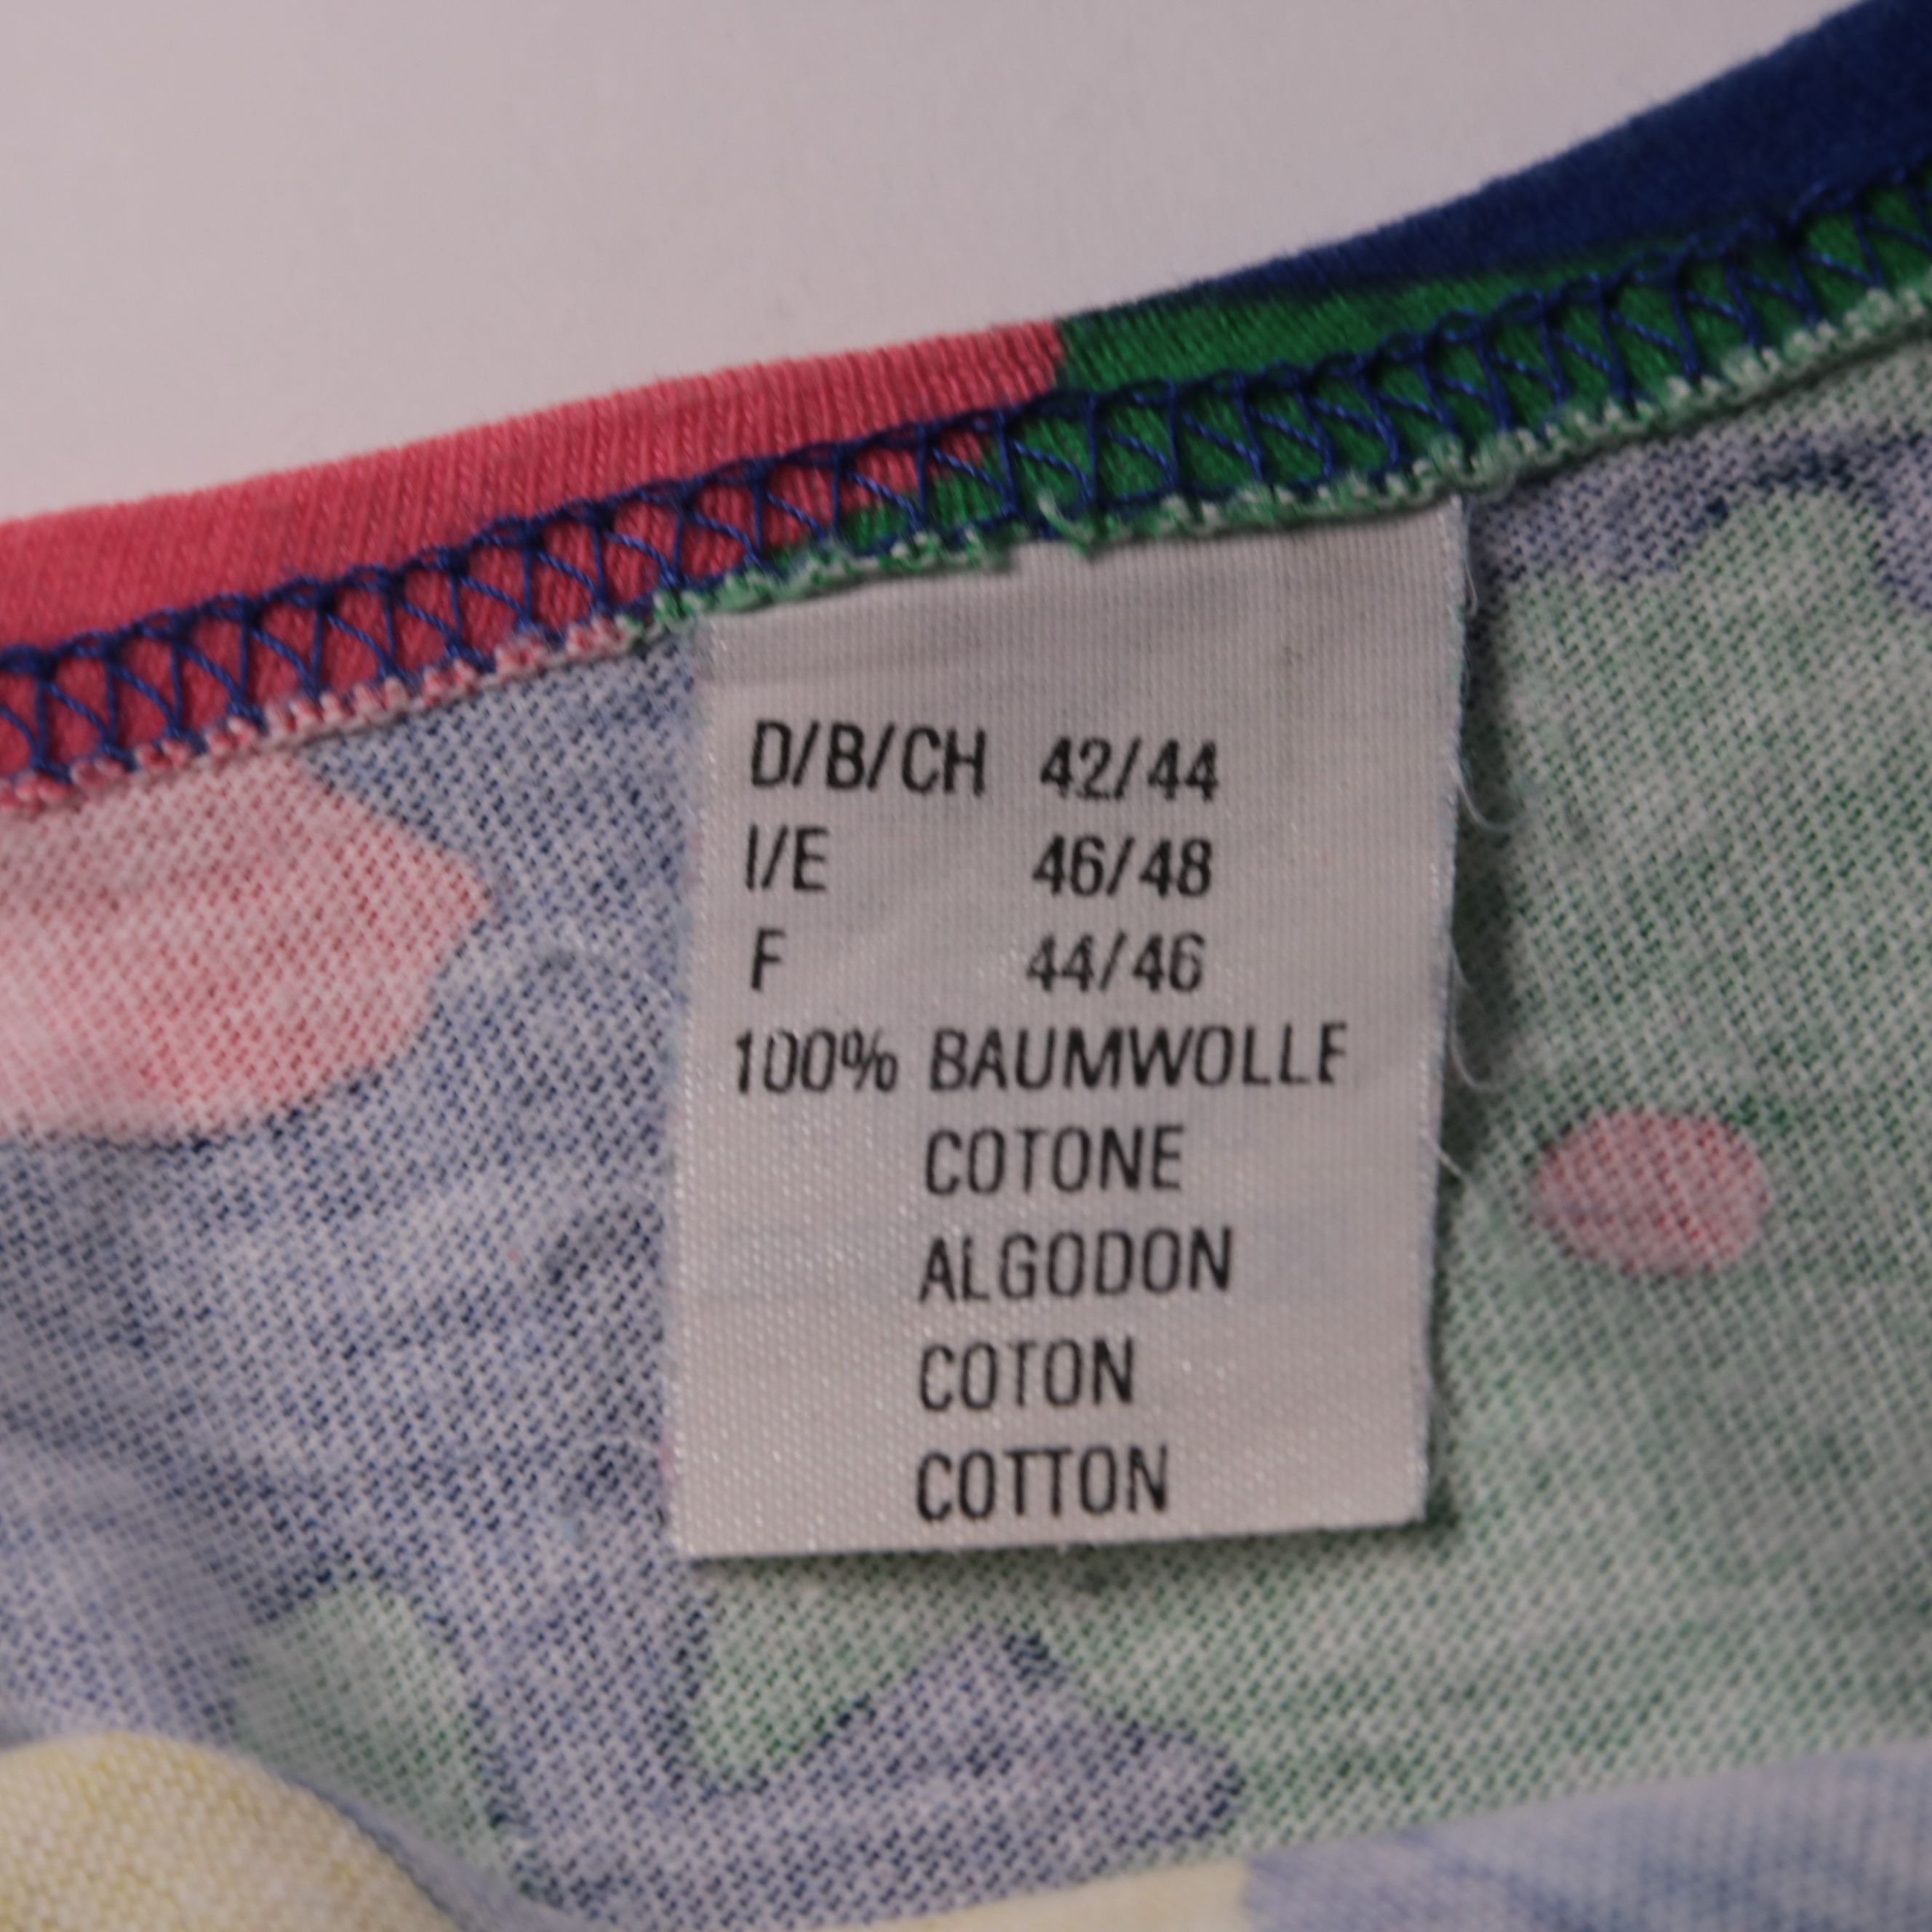 D/B/CH 42/44
I/E 46/48
F 44/46
100% BAUMWOLLE
COTONE
ALGODON
COTON
COTTON